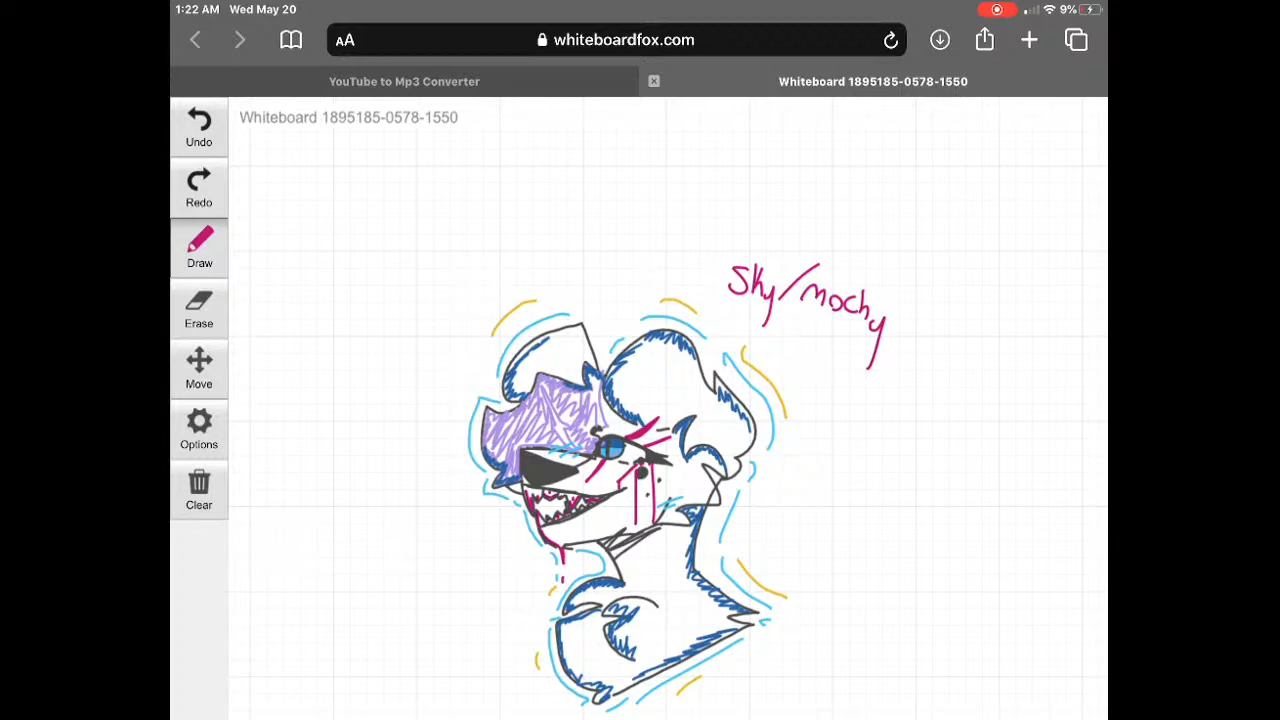 1:22 AM Wed May 20
9%
AA
whiteboardfox.com
YouTube to Mp3 Converter
Whiteboard 1895185-0578-1550
Whiteboard 1895185-0578-1550
Undo
Redo
Draw
Erase
Move
Options
Clear
Sky/mochy